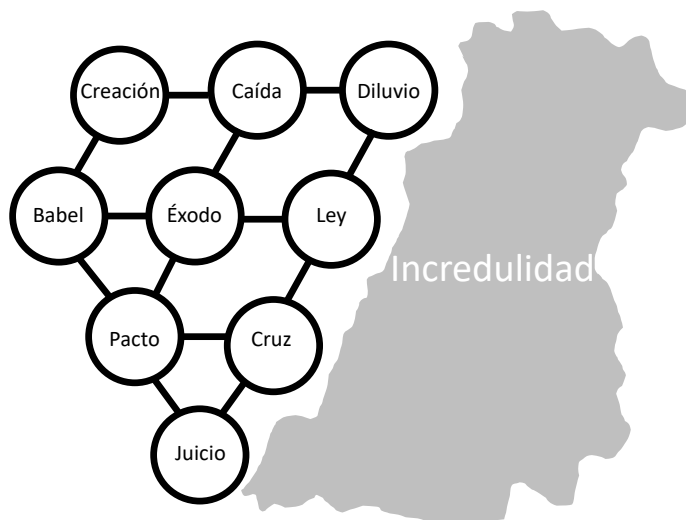 Creación
Caída
Diluvio
Babel
Éxodo
Ley
Incredulidad
Pacto
Cruz
Juicio